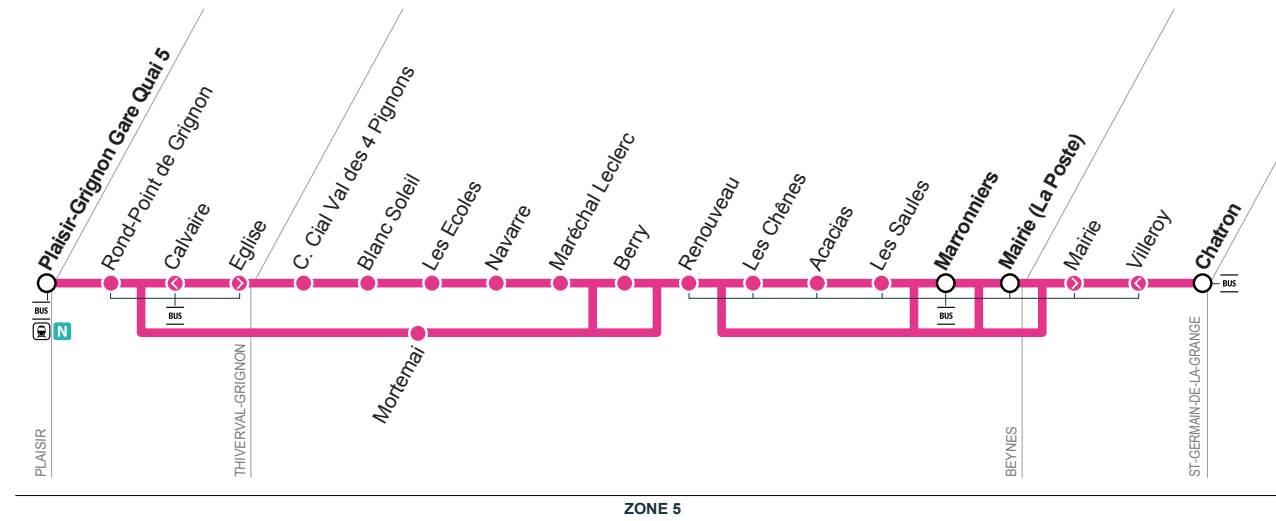 Plaisir-Grignon Gare Quai 5
Rond-Point de Grignon
Calvaire
Eglise
C. Cial Val des 4 Pignons
Blanc Soleil
Les Ecoles
Navarre
Maréchal Leclerc
Berry
Renouveau
Les Chênes
Acacias
Les Saules
Marronniers
Mairie (La Poste)
Mairie
Villeroy
Chatron
BUS
BUS
BUS
BUS
N
Mortemai
PLAISIR
THIVERVAL-GRIGNON
BEYNES
ST-GERMAIN-DE-LA-GRANGE
ZONE 5